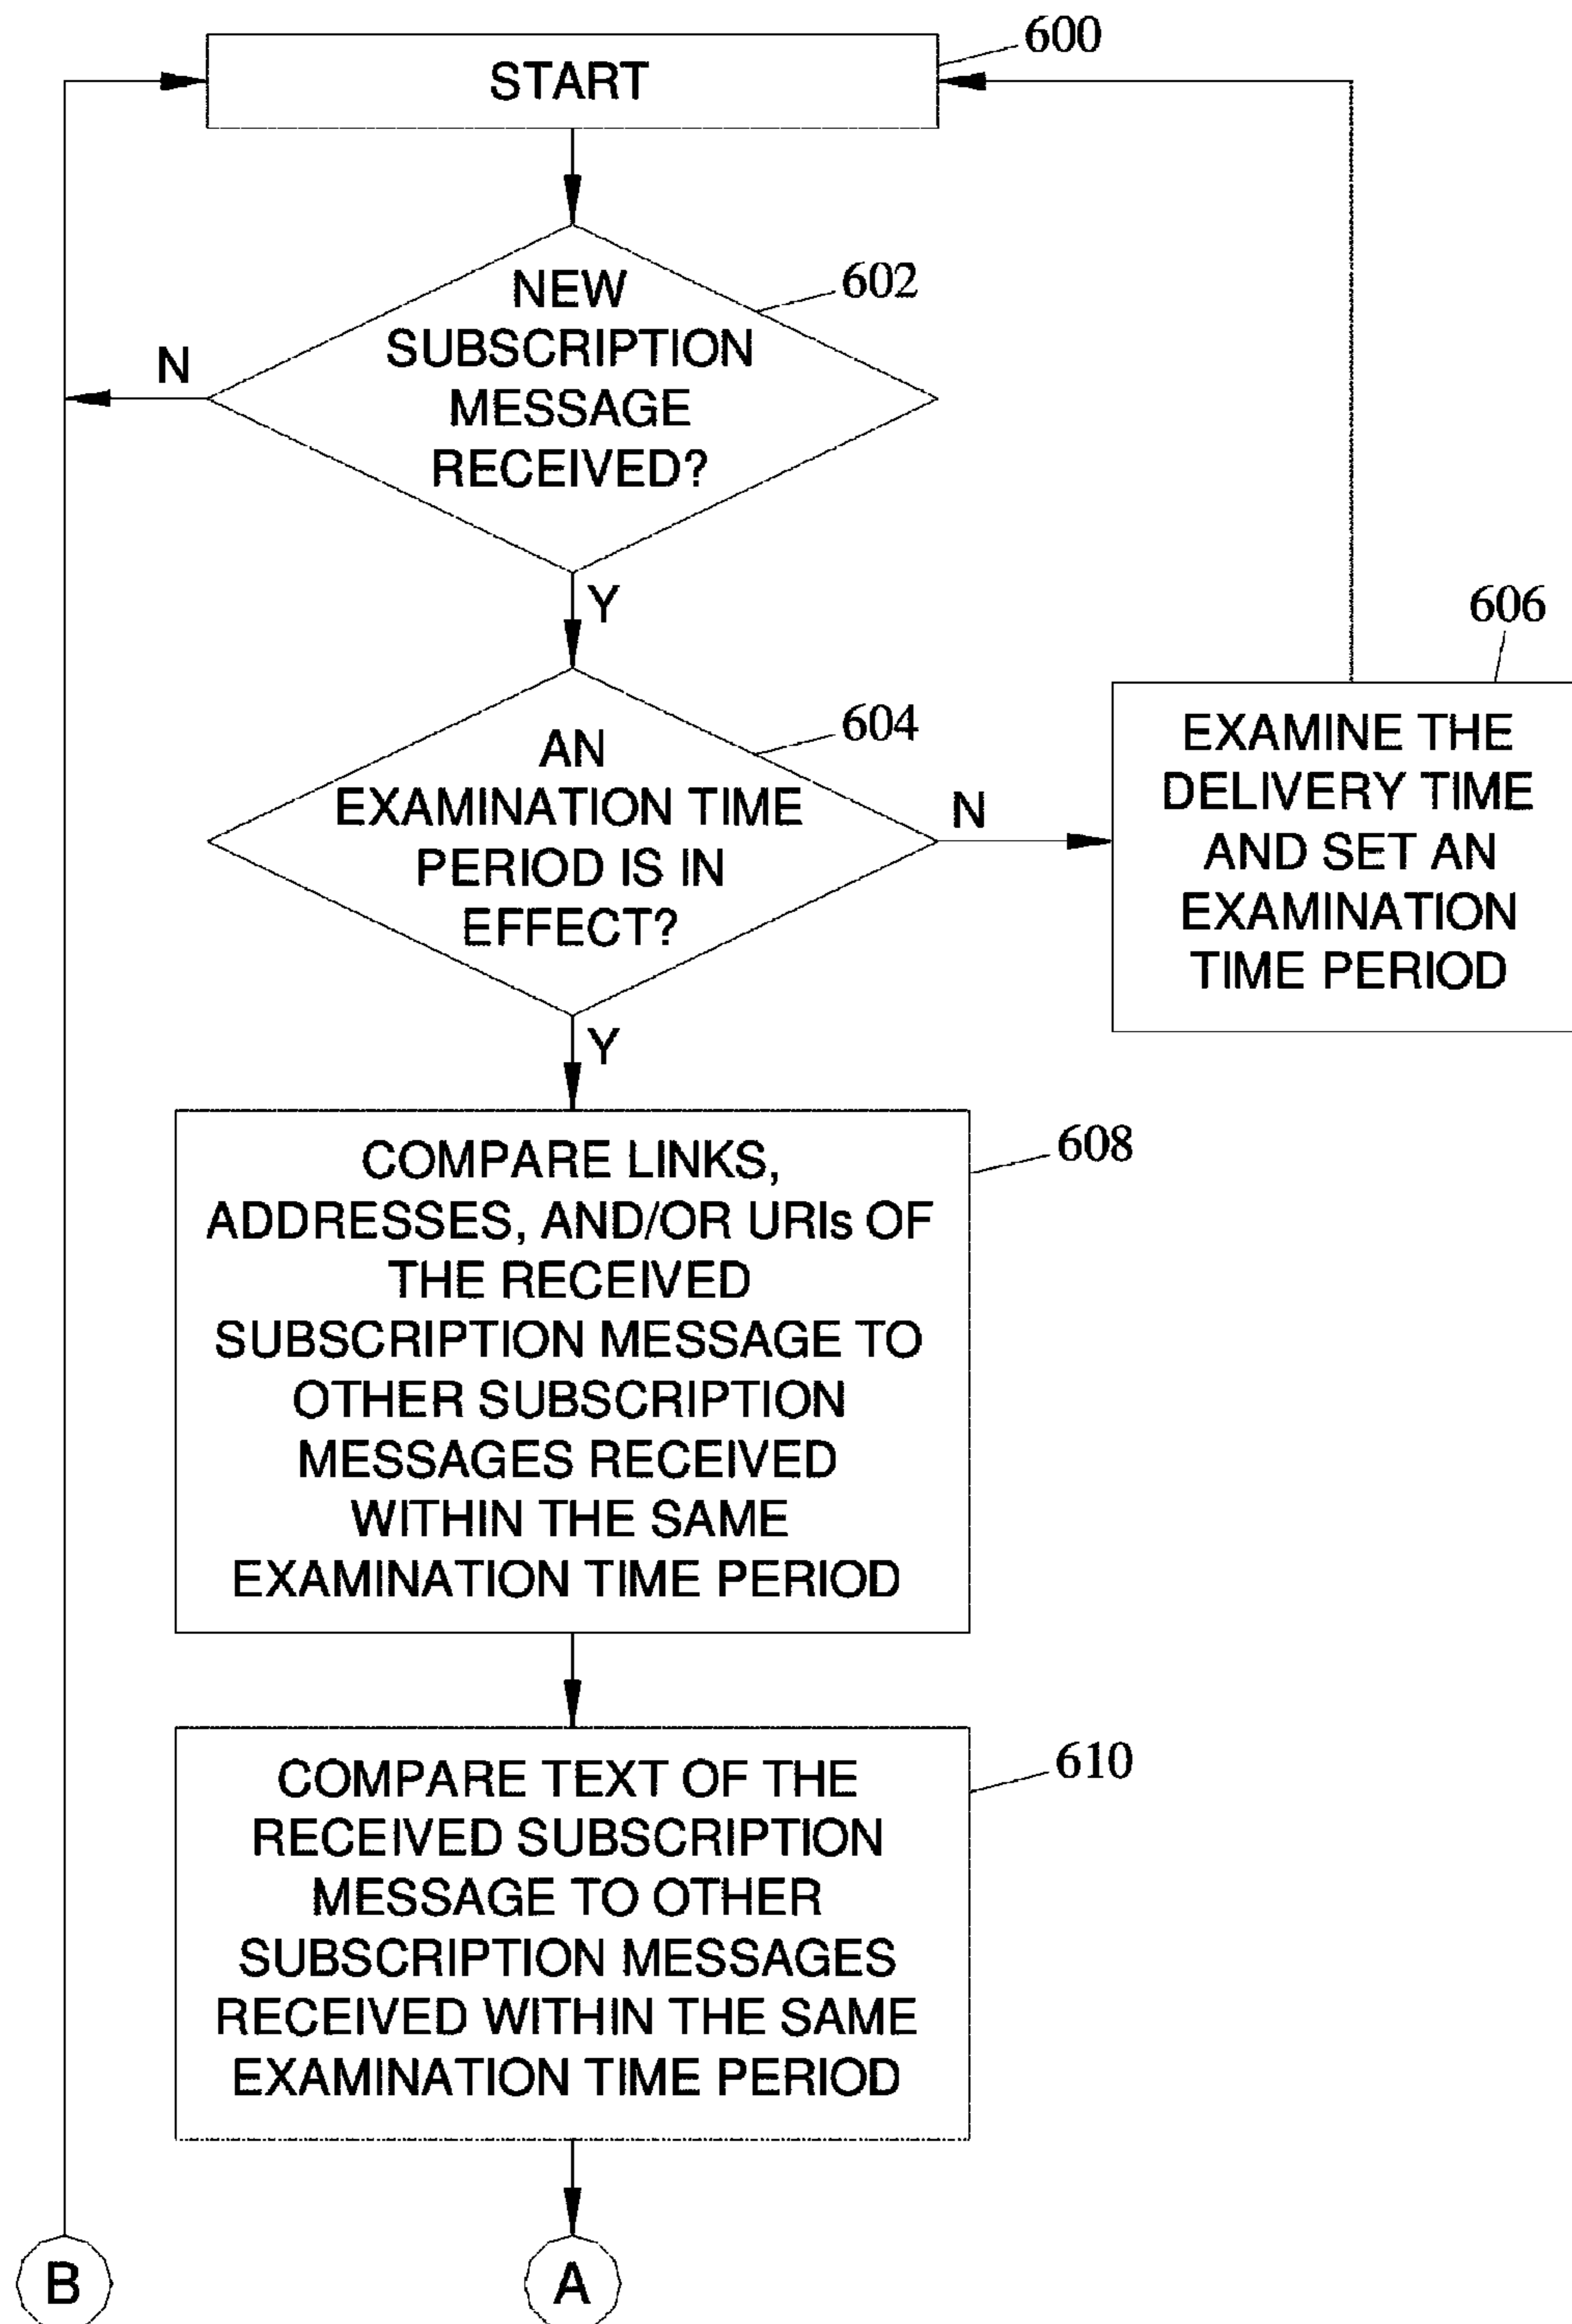 600
START
602
NEW
SUBSCRIPTION
MESSAGE
RECEIVED?
N
Y
606
604
AN
EXAMINATION TIME
PERIOD IS IN
EFFECT?
N
EXAMINE THE
DELIVERY TIME
AND SET AN
EXAMINATION
TIME PERIOD
Y
608
COMPARE LINKS,
ADDRESSES, AND/OR URIs OF
THE RECEIVED
SUBSCRIPTION MESSAGE TO
OTHER SUBSCRIPTION
MESSAGES RECEIVED
WITHIN THE SAME
EXAMINATION TIME PERIOD
610
COMPARE TEXT OF THE
RECEIVED SUBSCRIPTION
MESSAGE TO OTHER
SUBSCRIPTION MESSAGES
RECEIVED WITHIN THE SAME
EXAMINATION TIME PERIOD
B
A